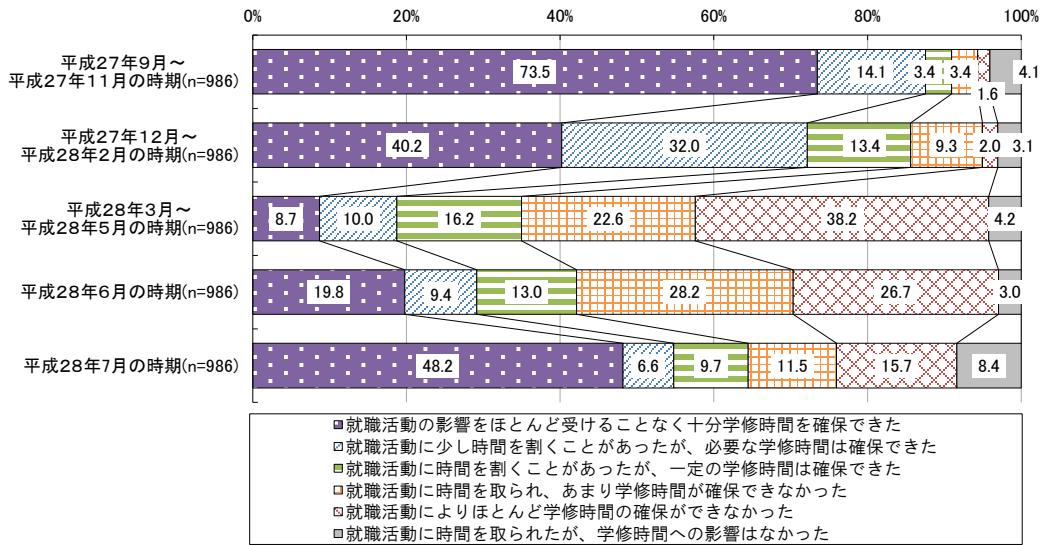 0% 20% 40% 60% 80% 100%
平成27年9月～
平成27年11月の時期(n=986)
73.5 14.1 3.4 3.4 1.6 4.1
平成27年12月～
平成28年2月の時期(n=986)
40.2 32.0 13.4 9.3 2.0 3.1
平成28年3月～
平成28年5月の時期(n=986)
8.7 10.0 16.2 22.6 38.2 4.2
平成28年6月の時期(n=986)
19.8 9.4 13.0 28.2 26.7 3.0
平成28年7月の時期(n=986)
48.2 6.6 9.7 11.5 15.7 8.4
就職活動の影響をほとんど受けることなく十分学修時間を確保できた
就職活動に少し時間を割くことがあったが、必要な学修時間は確保できた
就職活動に時間を割くことがあったが、一定の学修時間は確保できた
就職活動に時間を取られ、あまり学修時間が確保できなかった
就職活動によりほとんど学修時間の確保ができなかった
就職活動に時間を取られたが、学修時間への影響はなかった